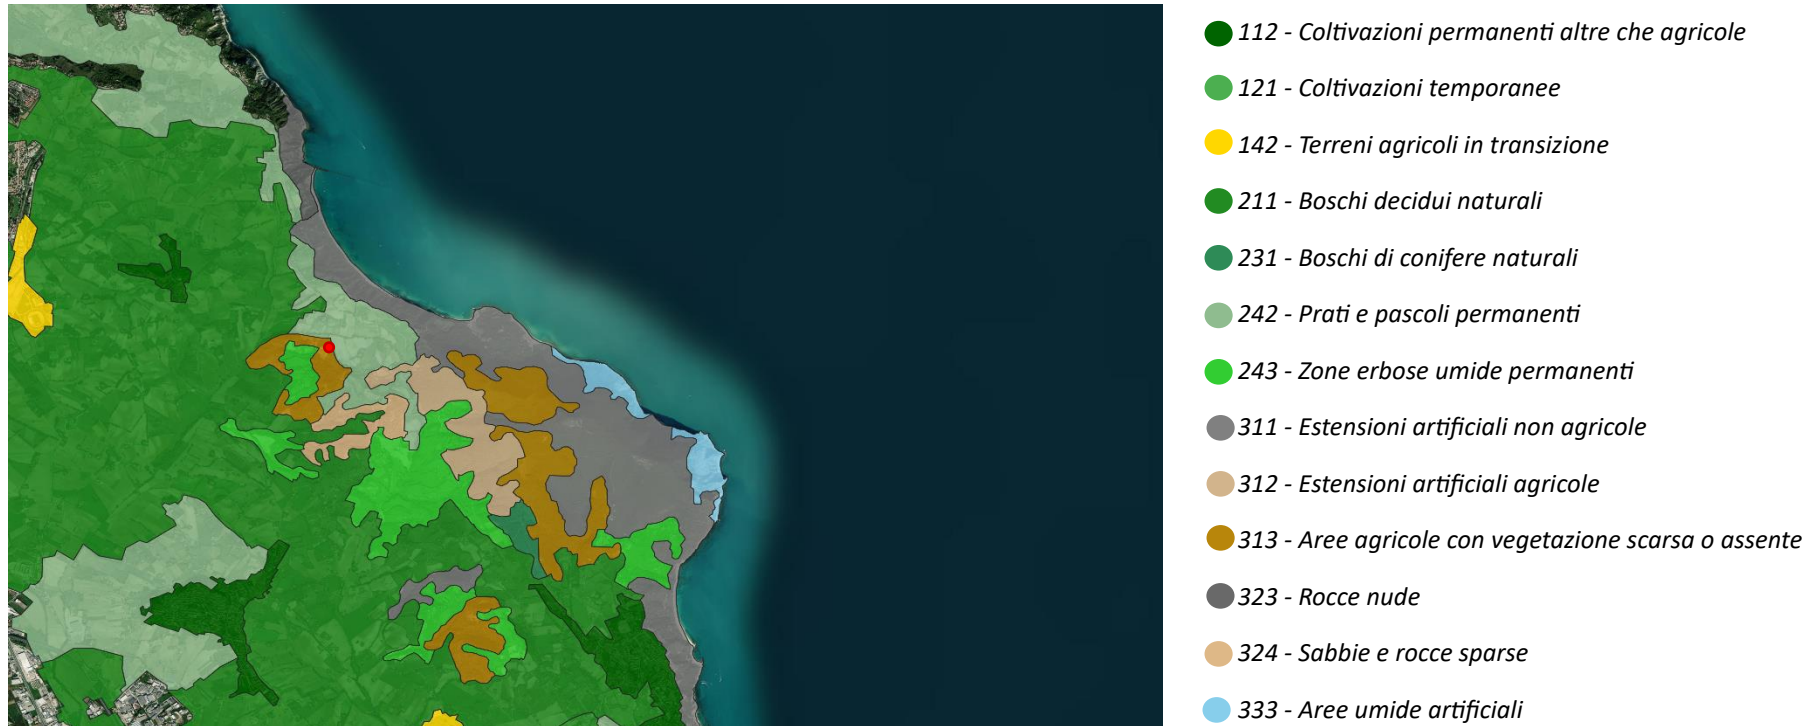 112 - Coltivazioni permanenti altre che agricole
121 - Coltivazioni temporanee
142 - Terreni agricoli in transizione
211 - Boschi decidui naturali
231 - Boschi di conifere naturali
242 - Prati e pascoli permanenti
243 - Zone erbose umide permanenti
311 - Estensioni artificiali non agricole
312 - Estensioni artificiali agricole
313 - Aree agricole con vegetazione scarsa o assente
323 - Rocce nude
324 - Sabbie e rocce sparse
333 - Aree umide artificiali